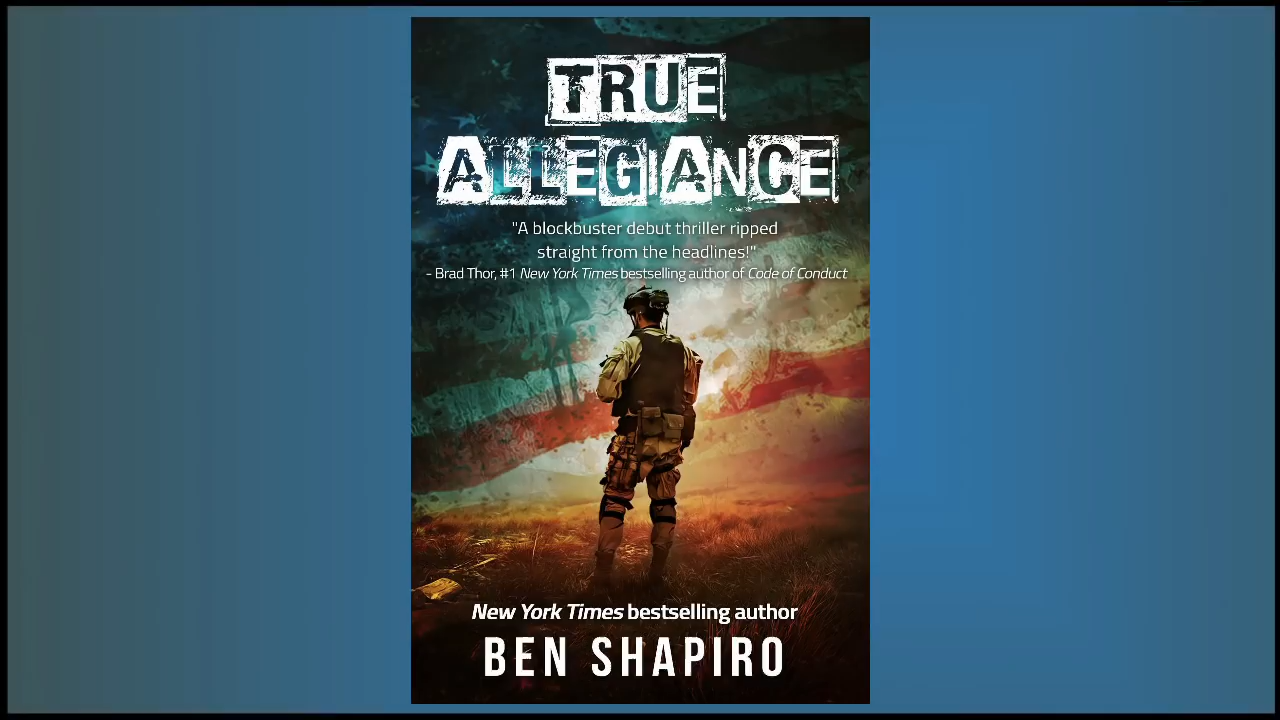 TRUE
ALLEGIANCE
"A blockbuster debut thriller ripped
straight from the headlines!"
- Brad Thor, #1 New York Times bestselling author of Code of Conduct
New York Times bestselling author
BEN SHAPIRO